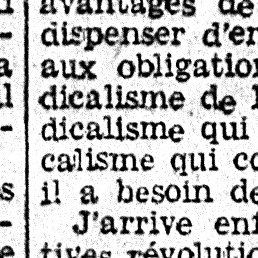 avantages de
dispenser d'er
aux obligation
dicalisme de l
dicalisme qui
calisme qui co
il a besoin de
J'arrive enf
tives révolutio